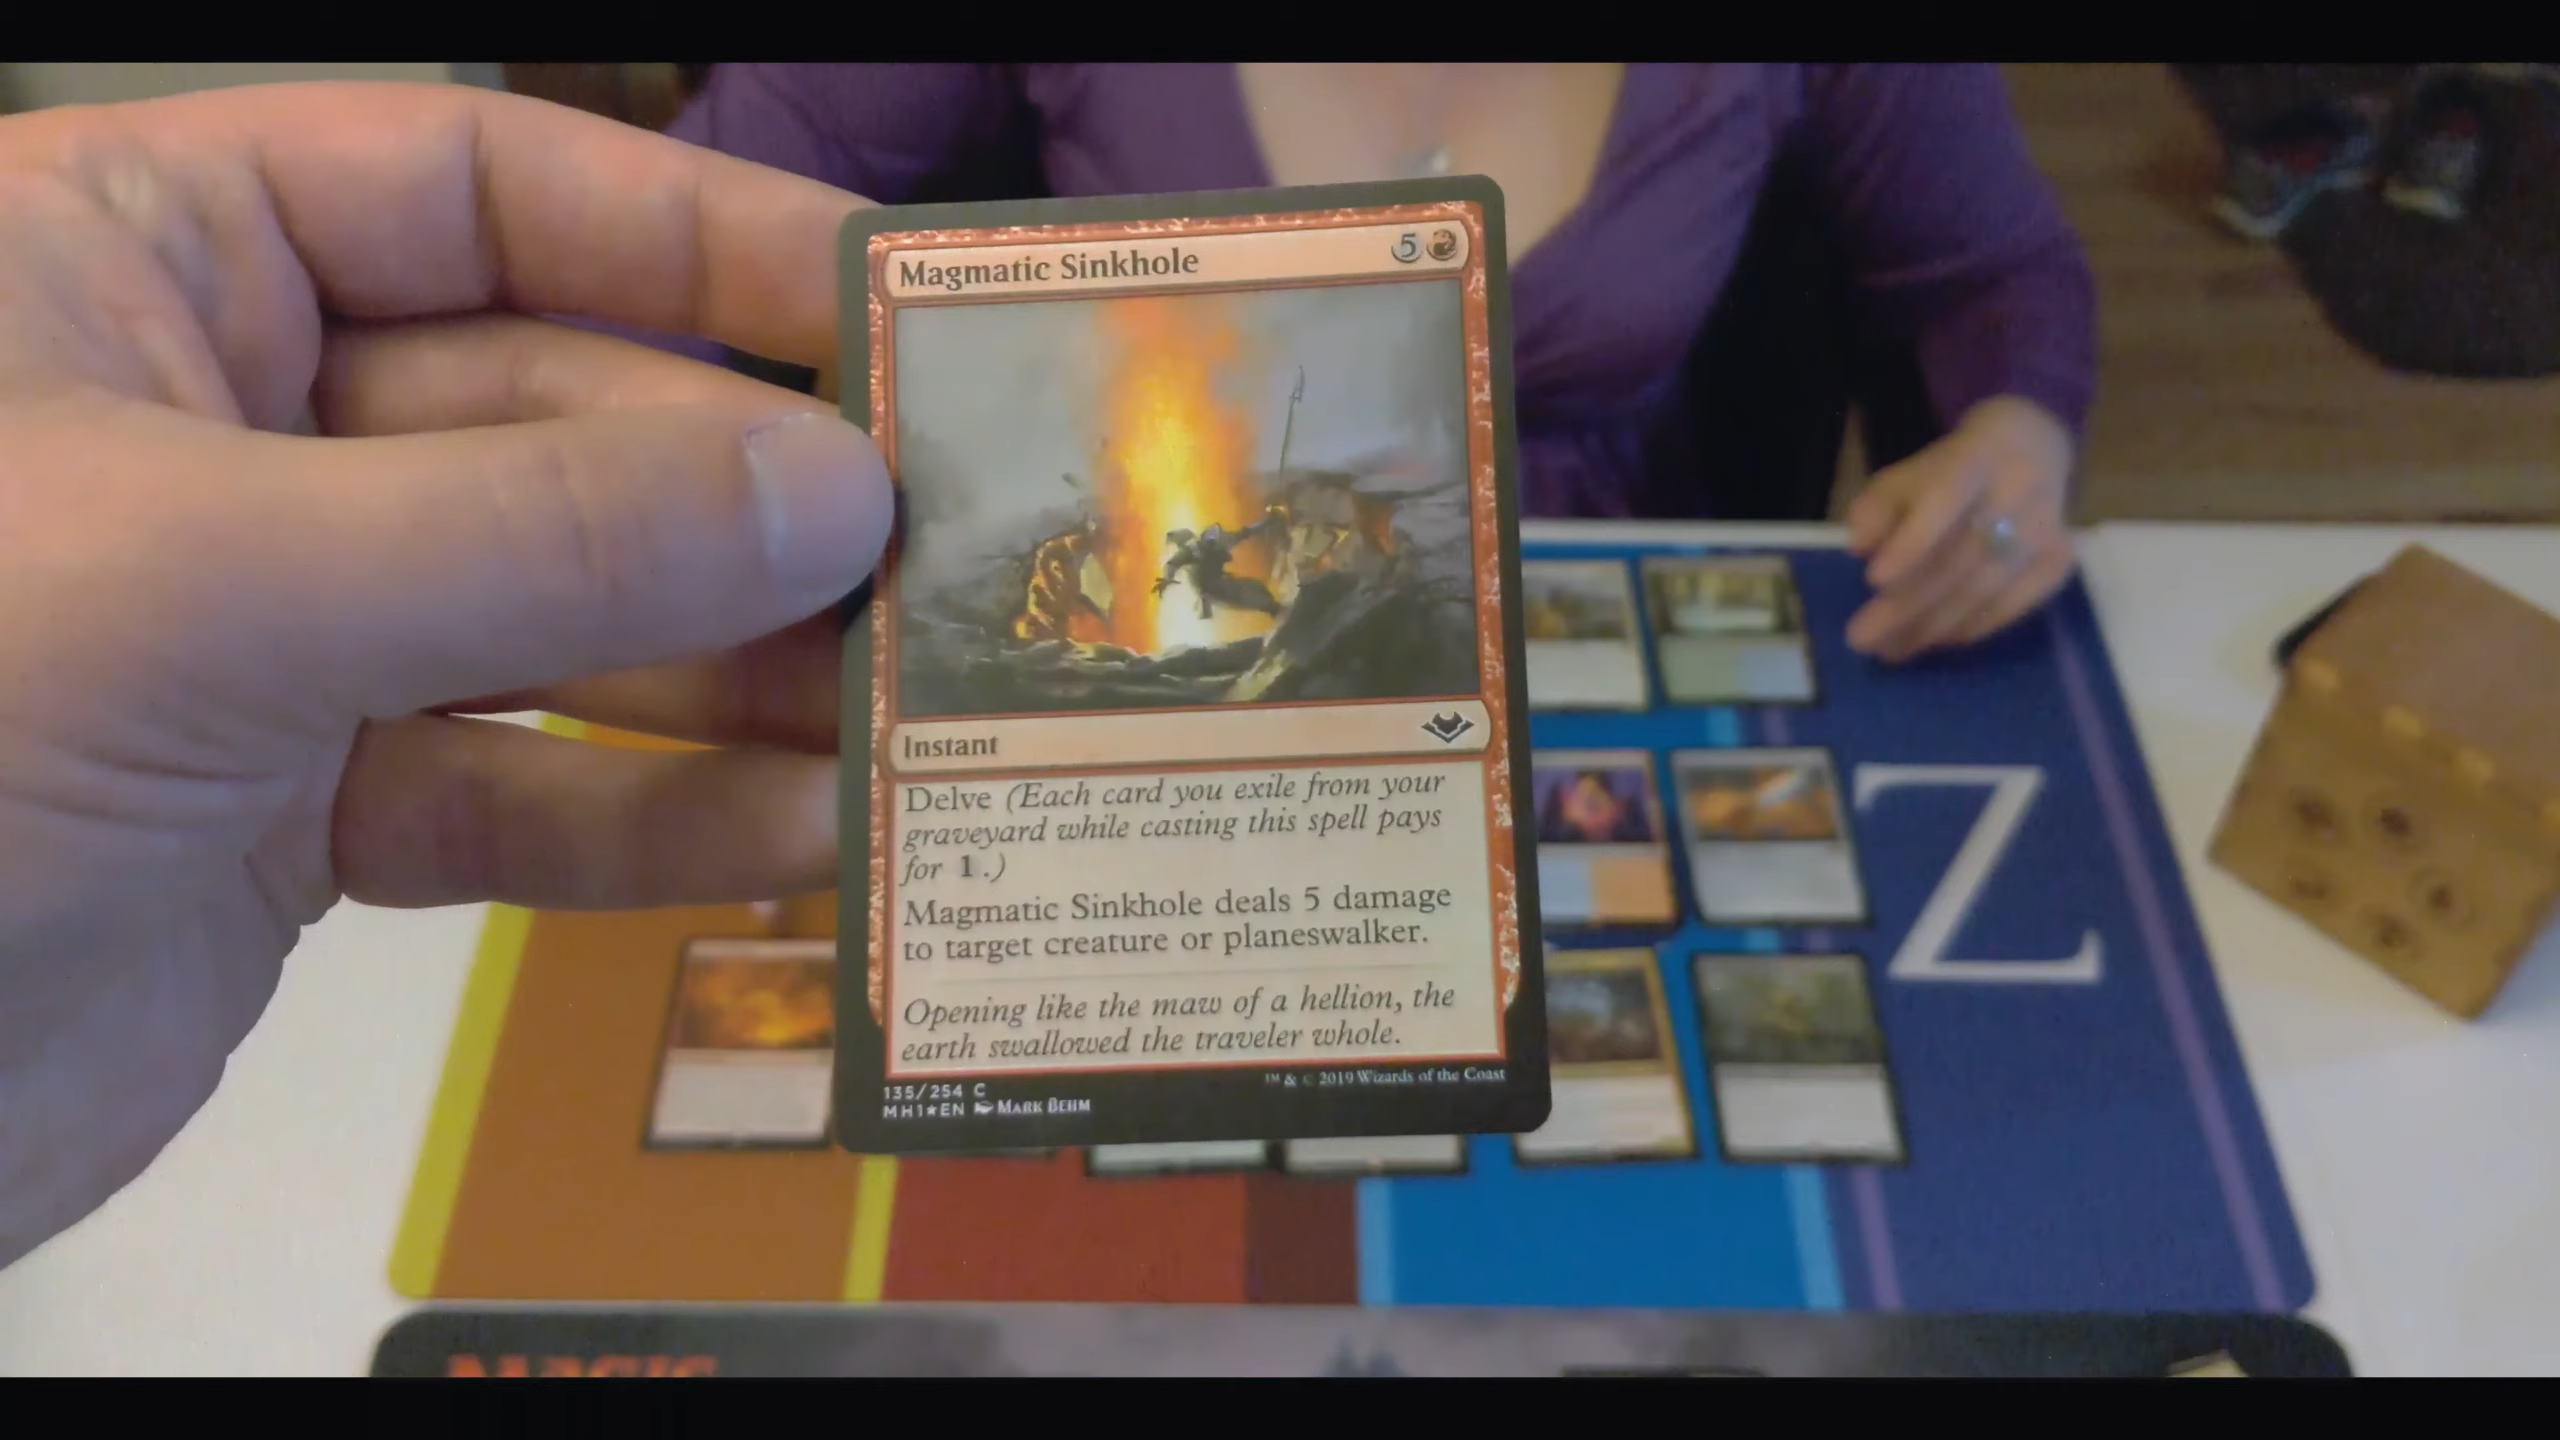 Magmatic Sinkhole 5
Instant
Delve (Each card you exile from your
graveyard while casting this spell pays
for 1.)
Magmatic Sinkhole deals 5 damage
to target creature or planeswalker.
Opening like the maw of a hellion, the
earth swallowed the traveler whole.
135/254 C
MH1★EN MARK BEHM
™ & © 2019 Wizards of the Coast
Z
MAGIC